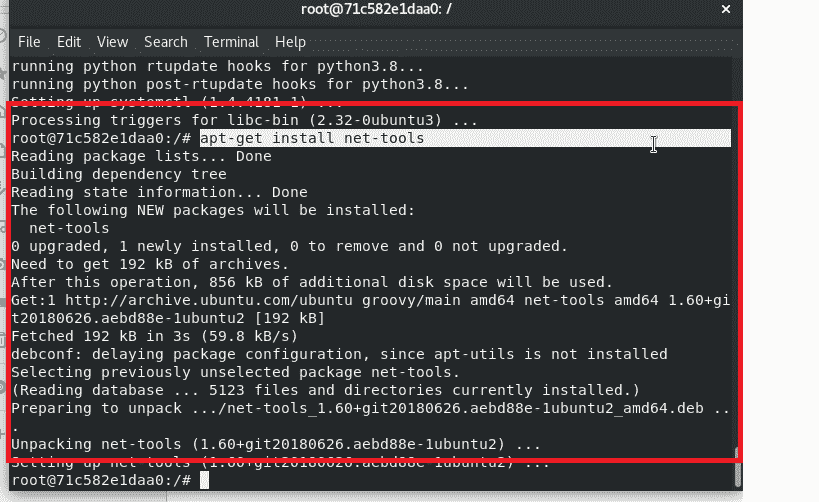 root@71c582e1daa0: /
File Edit View Search Terminal Help
running python rtupdate hooks for python3.8...
running python post-rtupdate hooks for python3.8...
Setting up systemctl (1.4.4181-1) ...
Processing triggers for libc-bin (2.32-0ubuntu3) ...
root@71c582e1daa0:/# apt-get install net-tools
Reading package lists... Done
Building dependency tree
Reading state information... Done
The following NEW packages will be installed:
  net-tools
0 upgraded, 1 newly installed, 0 to remove and 0 not upgraded.
Need to get 192 kB of archives.
After this operation, 856 kB of additional disk space will be used.
Get:1 http://archive.ubuntu.com/ubuntu groovy/main amd64 net-tools amd64 1.60+gi
t20180626.aebd88e-1ubuntu2 [192 kB]
Fetched 192 kB in 3s (59.8 kB/s)
debconf: delaying package configuration, since apt-utils is not installed
Selecting previously unselected package net-tools.
(Reading database ... 5123 files and directories currently installed.)
Preparing to unpack .../net-tools_1.60+git20180626.aebd88e-1ubuntu2_amd64.deb ..
.
Unpacking net-tools (1.60+git20180626.aebd88e-1ubuntu2) ...
Setting up net-tools (1.60+git20180626.aebd88e-1ubuntu2) ...
root@71c582e1daa0:/#